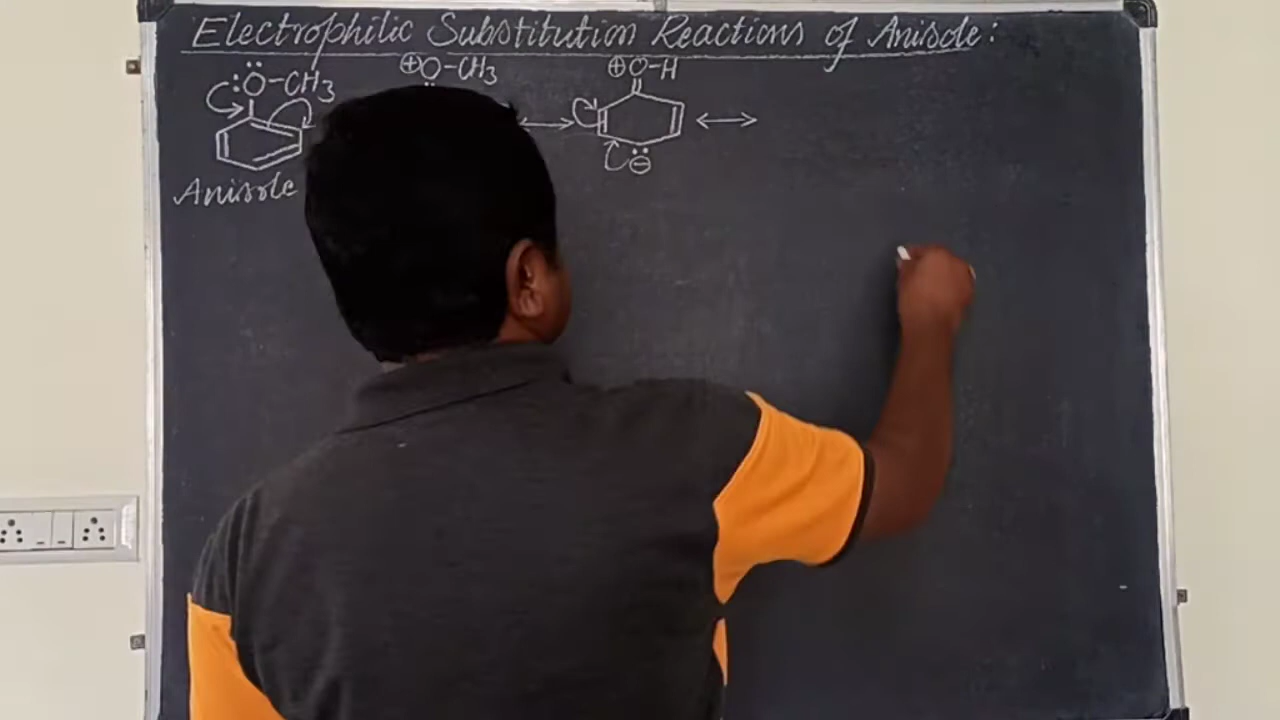 Electrophilic Substitution Reactions of Anisole:
:Ö-CH3 ⊕Ö-CH3 ⊕Ö-H
Anisole